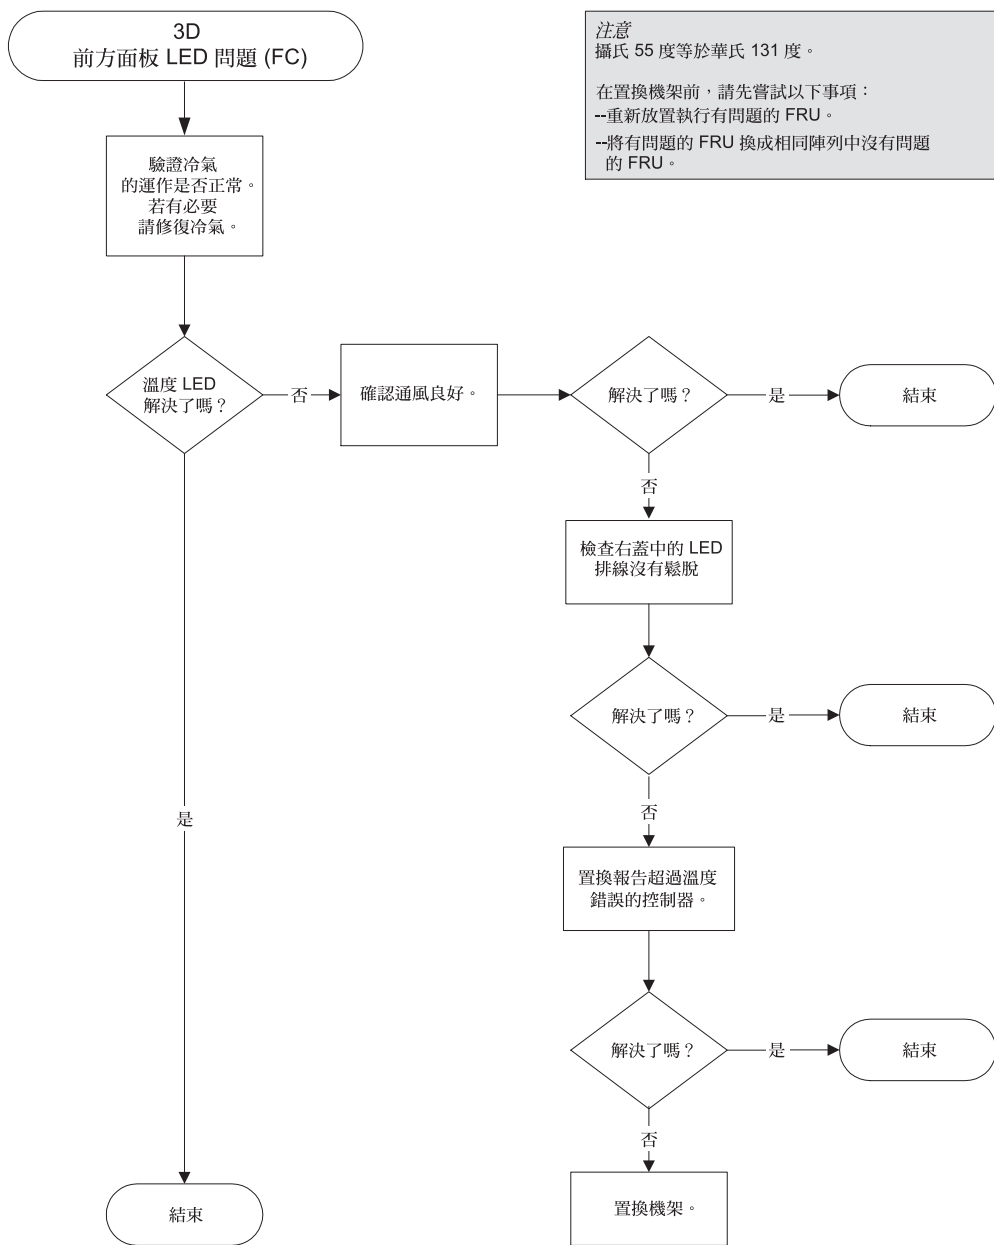 3D
前方面板 LED 問題 (FC)
注意
攝氏 55 度等於華氏 131 度。
在置換機架前，請先嘗試以下事項：
--重新放置執行有問題的 FRU。
--將有問題的 FRU 換成相同陣列中沒有問題
的 FRU。
驗證冷氣
的運作是否正常。
若有必要
請修復冷氣。
溫度 LED
解決了嗎？
否
確認通風良好。
解決了嗎？
是
結束
否
檢查右蓋中的 LED
排線沒有鬆脫
解決了嗎？
是
結束
否
是
置換報告超過溫度
錯誤的控制器。
解決了嗎？
是
結束
否
置換機架。
結束